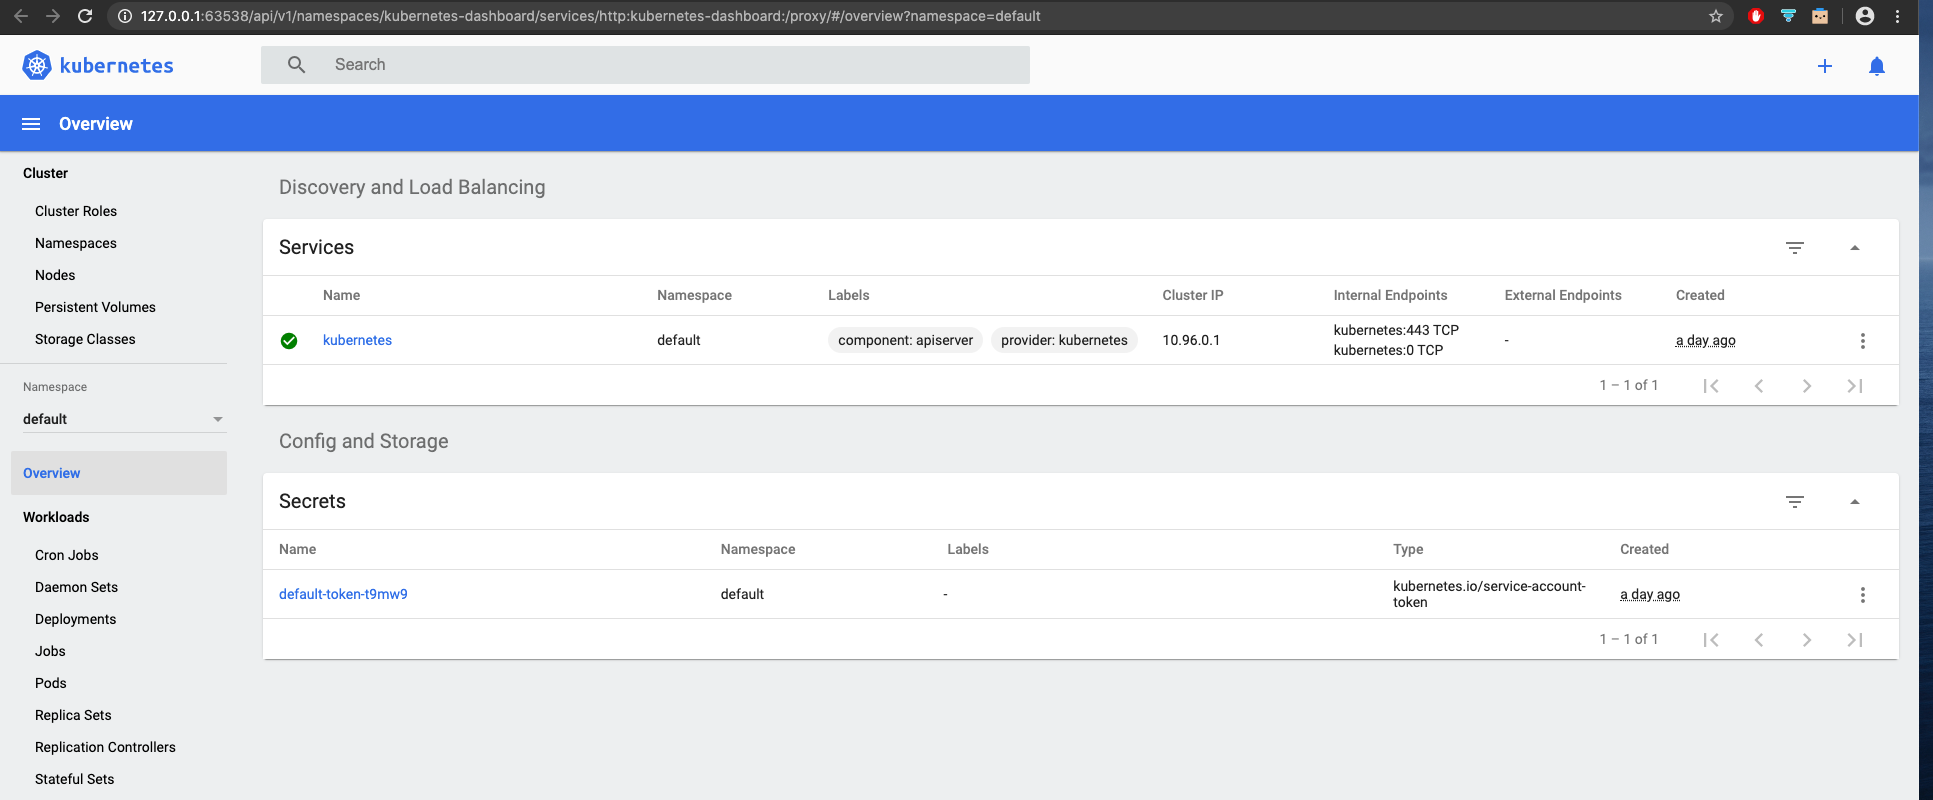 127.0.0.1:63538/api/v1/namespaces/kubernetes-dashboard/services/http:kubernetes-dashboard:/proxy/#/overview?namespace=default
kubernetes
Search
Overview
Cluster
Cluster Roles
Namespaces
Nodes
Persistent Volumes
Storage Classes
Namespace
default
Overview
Workloads
Cron Jobs
Daemon Sets
Deployments
Jobs
Pods
Replica Sets
Replication Controllers
Stateful Sets
Discovery and Load Balancing
Services
Name Namespace Labels Cluster IP Internal Endpoints External Endpoints Created
kubernetes default component: apiserver provider: kubernetes 10.96.0.1 kubernetes:443 TCP - a day ago
kubernetes:0 TCP
1 – 1 of 1
Config and Storage
Secrets
Name Namespace Labels Type Created
default-token-t9mw9 default - kubernetes.io/service-account- a day ago
token
1 – 1 of 1